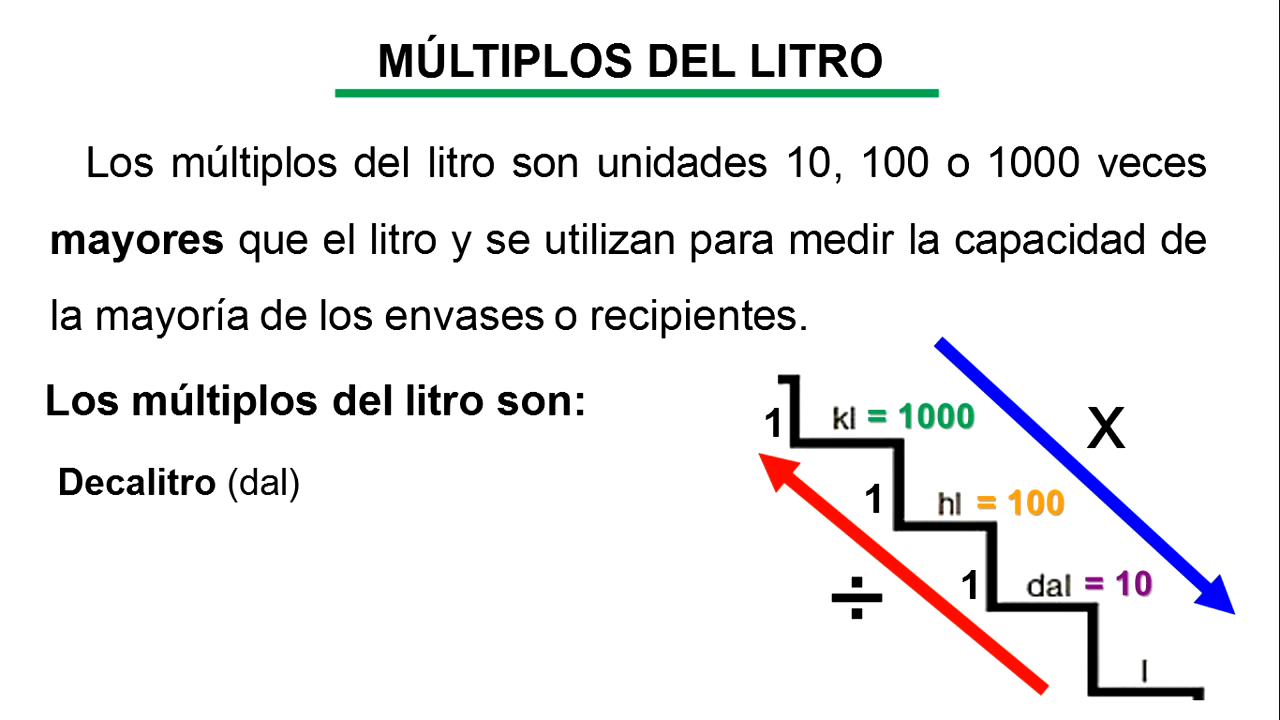 MÚLTIPLOS DEL LITRO
Los múltiplos del litro son unidades 10, 100 o 1000 veces
mayores que el litro y se utilizan para medir la capacidad de
la mayoría de los envases o recipientes.
Los múltiplos del litro son:
Decalitro (dal)
1 kl = 1000
X
1 hl = 100
÷
1 dal = 10
l